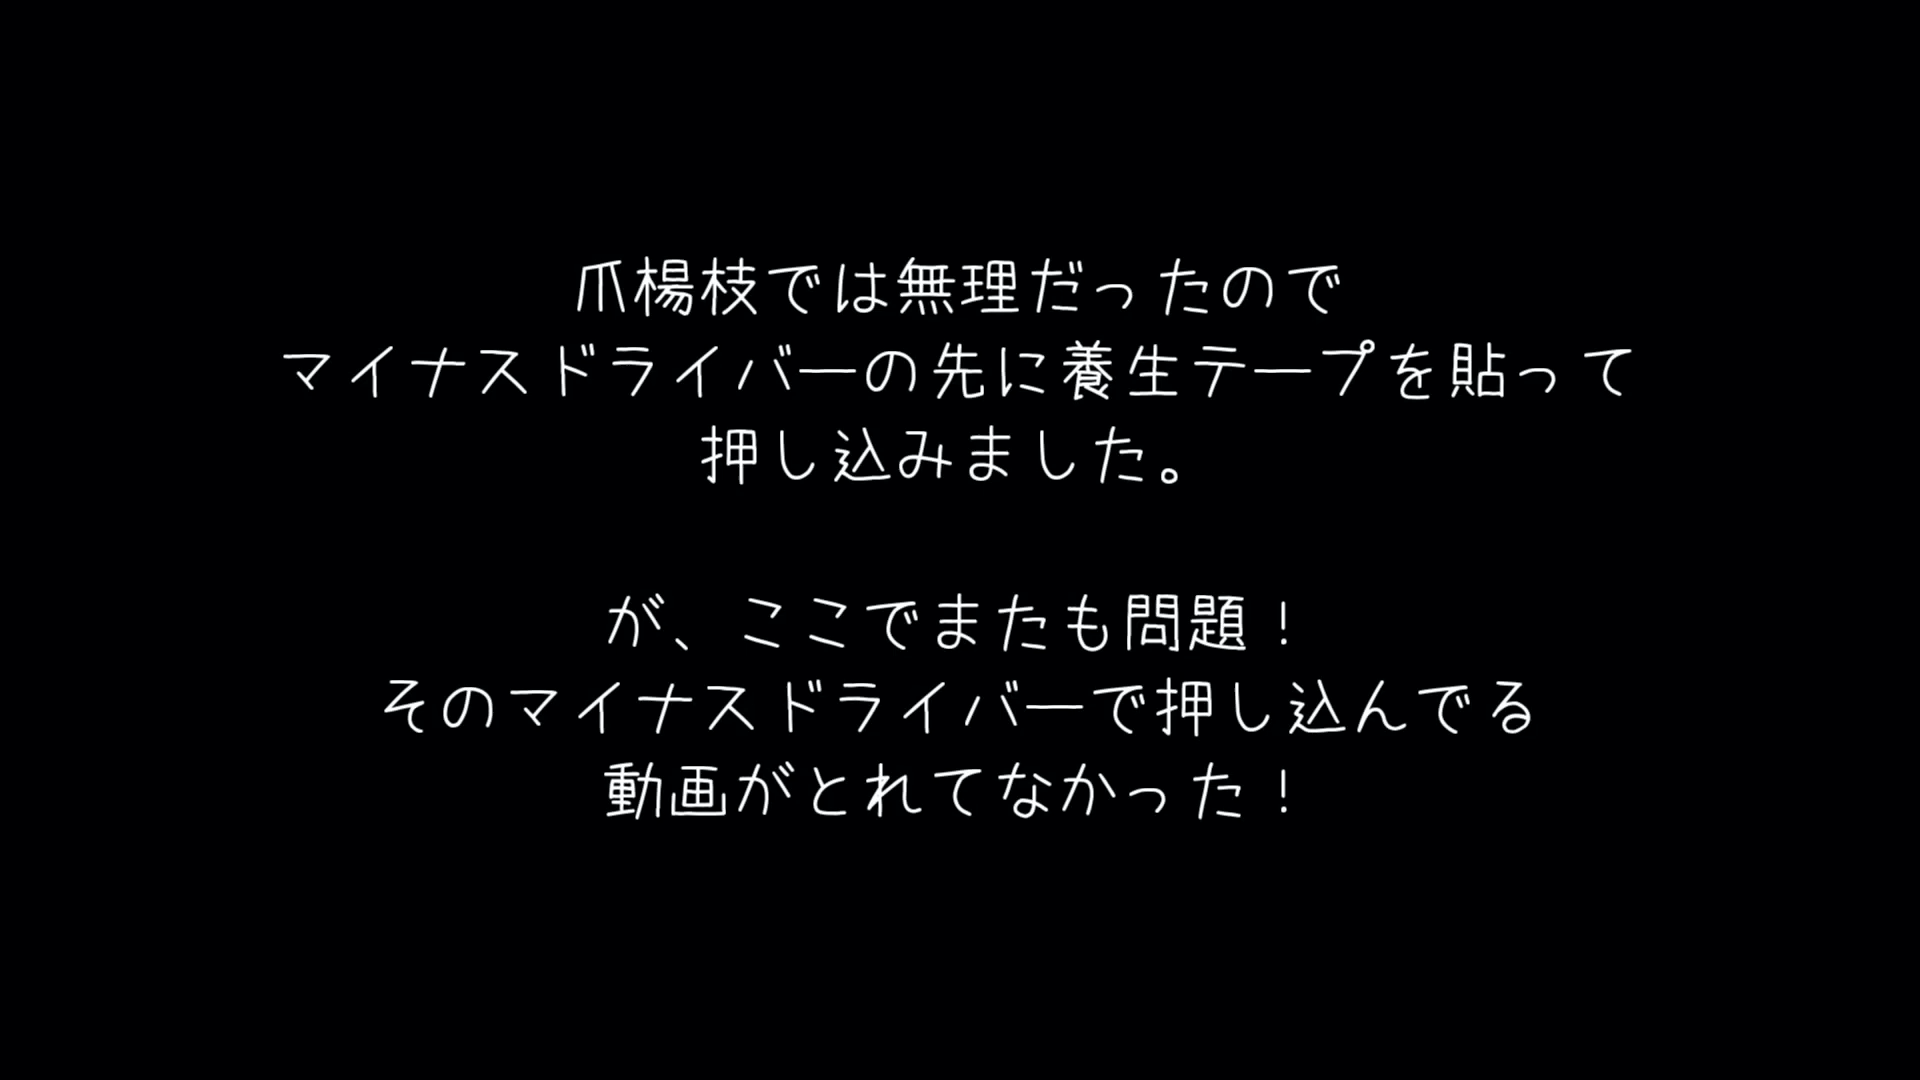 爪楊枝では無理だったので
マイナスドライバーの先に養生テープを貼って
押し込みました。
が、ここでまたも問題！
そのマイナスドライバーで押し込んでる
動画がとれてなかった！